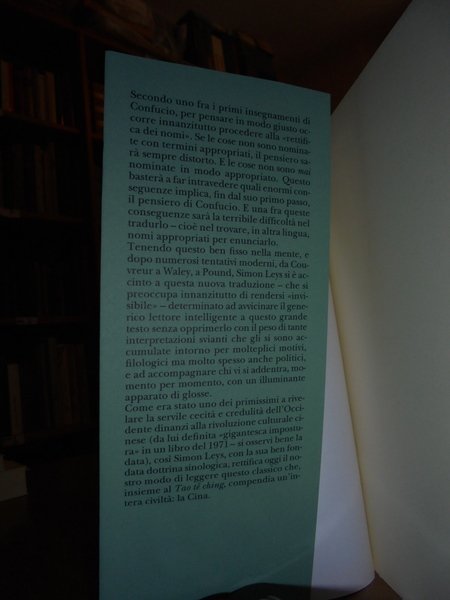 Secondo uno fra i primi insegnamenti di
Confucio, per pensare in modo giusto oc-
corre innanzitutto procedere alla «rettifi-
ca dei nomi». Se le cose non sono nomina-
te con termini appropriati, il pensiero sa-
rà sempre distorto. E le cose non sono mai
nominate in modo appropriato. Questo
basterà a far intravedere quali enormi con-
seguenze implica, fin dal suo primo passo,
il pensiero di Confucio. E una fra queste
conseguenze sarà la terribile difficoltà nel
tradurlo – cioè nel trovare, in altra lingua,
nomi appropriati per enunciarlo.
Tenendo questo ben fisso nella mente, e
dopo numerosi tentativi moderni, da Cou-
vreur a Waley, a Pound, Simon Leys si è ac-
cinto a questa nuova traduzione – che si
preoccupa innanzitutto di rendersi «invi-
sibile» – determinato ad avvicinare il gene-
rico lettore intelligente a questo grande
testo senza opprimerlo con il peso di tante
interpretazioni svianti che gli si sono ac-
cumulate intorno per molteplici motivi,
filologici ma molto spesso anche politici,
e ad accompagnare chi vi si addentra, mo-
mento per momento, con un illuminante
apparato di glosse.
Come era stato uno dei primissimi a rive-
lare la servile cecità e credulità dell'Occi-
dente dinanzi alla rivoluzione culturale ci-
nese (da lui definita «gigantesca impostu-
ra» in un libro del 1971 – si osservi bene la
data), così Simon Leys, con la sua ben fon-
data dottrina sinologica, rettifica oggi il no-
stro modo di leggere questo classico che,
insieme al Tao tê ching, compendia un'in-
tera civiltà: la Cina.